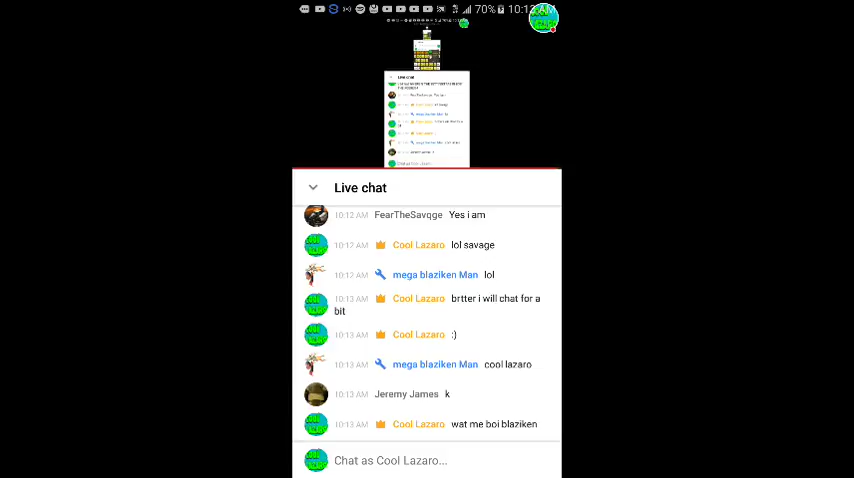 70% 10:13 AM
Live chat
Live chat
10:12 AM FearTheSavqge Yes i am
10:12 AM Cool Lazaro lol savage
10:12 AM mega blaziken Man lol
10:13 AM Cool Lazaro brtter i will chat for a
bit
10:13 AM Cool Lazaro :)
10:13 AM mega blaziken Man cool lazaro
10:13 AM Jeremy James k
10:13 AM Cool Lazaro wat me boi blaziken
Chat as Cool Lazaro...